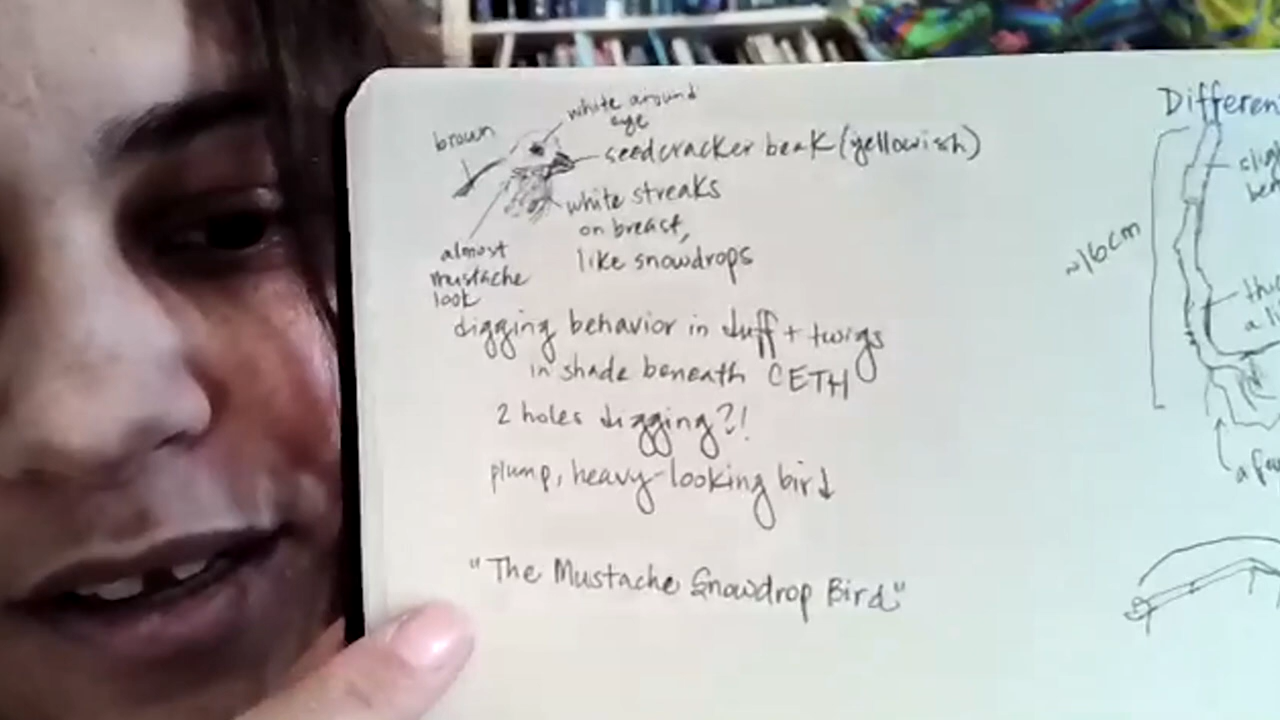 white around
eye
brown
seedcracker beak (yellowish)
white streaks
on breast,
like snowdrops
almost
mustache
look
digging behavior in duff + twigs
in shade beneath CETH
2 holes digging?!
plump, heavy-looking bird
"The Mustache Snowdrop Bird"
~16cm